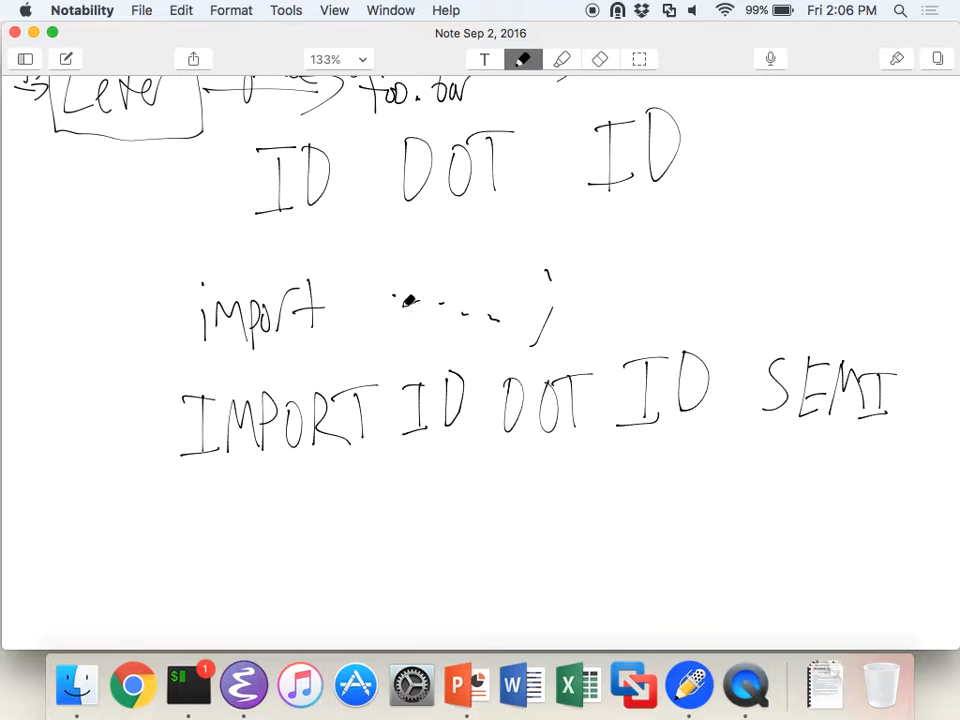 Notability File Edit Format Tools View Window Help 99% Fri 2:06 PM
Note Sep 2, 2016
133% T
Lexer foo.bar
ID DOT ID
import ..... ;
IMPORT ID DOT ID SEMI
1